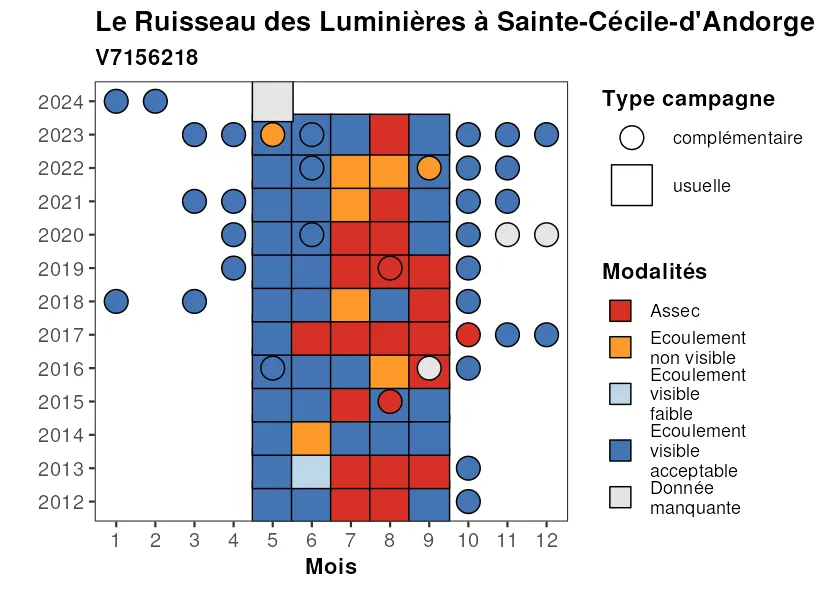 Le Ruisseau des Luminières à Sainte-Cécile-d'Andorge
V7156218
2024
2023
2022
2021
2020
2019
2018
2017
2016
2015
2014
2013
2012
1 2 3 4 5 6 7 8 9 10 11 12
Mois
Type campagne
complémentaire
usuelle
Modalités
Assec
Ecoulement
non visible
Ecoulement
visible
faible
Ecoulement
visible
acceptable
Donnée
manquante